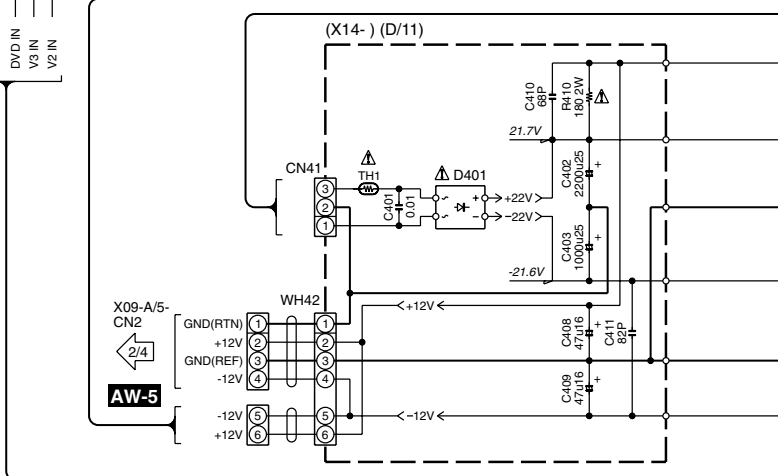 DVD IN
V3 IN
V2 IN
(X14- ) (D/11)
C410
68P
R410
180 2W
21.7V
CN41
TH1
D401
3
2
1
C401
0.01
~ +
~ -
+22V
-22V
C402
2200u25
+
C403
1000u25
+
-21.6V
X09-A/5-
CN2
2/4
AW-5
WH42
+12V
GND(RTN) 1 1
+12V 2 2
GND(REF) 3 3
-12V 4 4
-12V 5 5
+12V 6 6
C408
47u16
+
C411
82P
C409
47u16
+
-12V